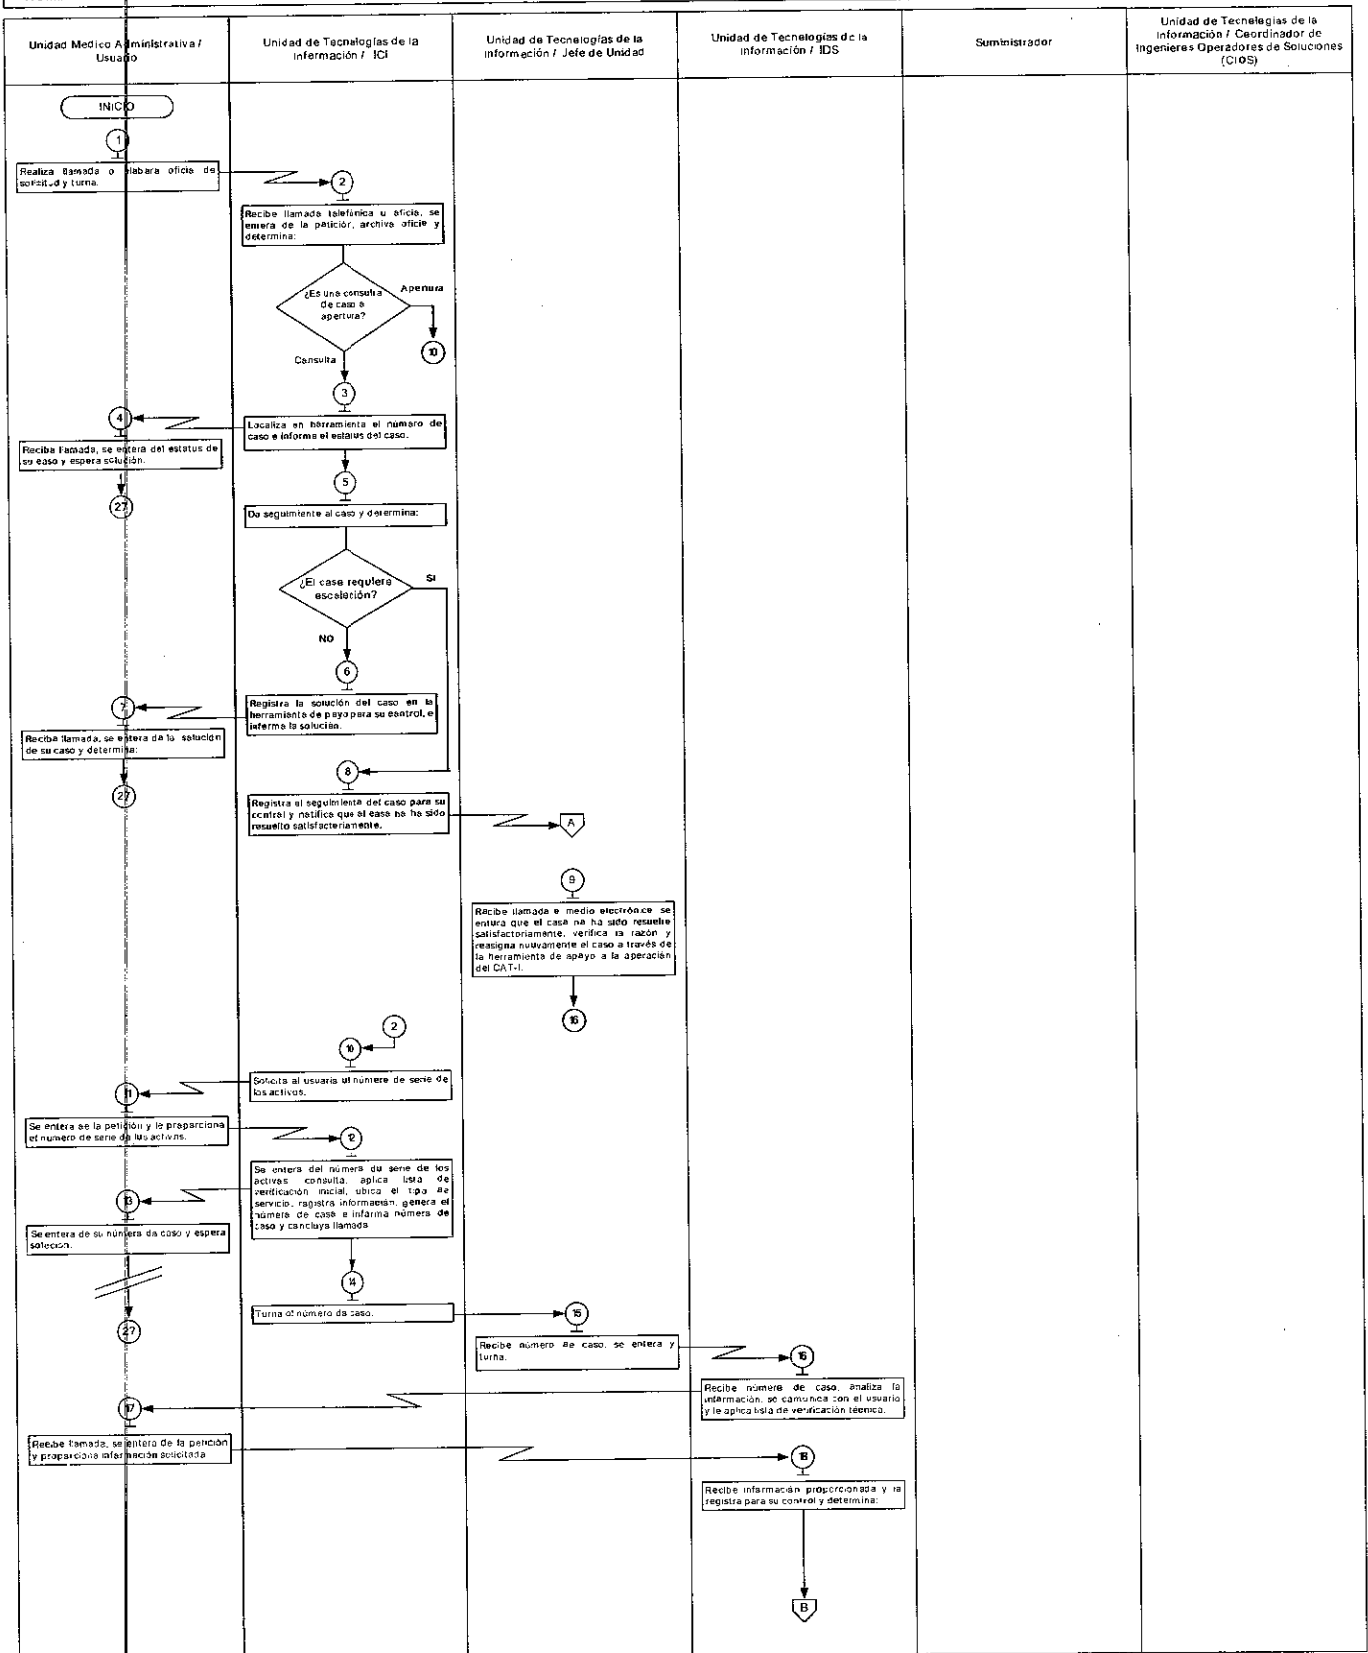 Unidad Medico Administrativa /
Usuario
Unidad de Tecnologías de la
Información / ICI
Unidad de Tecnologías de la
Información / Jefe de Unidad
Unidad de Tecnologías de la
Información / IDS
Suministrador
Unidad de Tecnologías de la
Información / Coordinador de
Ingenieros Operadores de Soluciones
(CIOS)
INICIO
1
Realiza llamada o elabora oficio de
solicitud y turna.
2
Recibe llamada telefónica u oficio, se
entera de la petición, archiva oficio y
determina:
¿Es una consulta
de caso o
apertura?
Apertura
10
Consulta
3
Localiza en herramienta el número de
caso e informa el estatus del caso.
4
Recibe llamada, se entera del estatus de
su caso y espera solución.
27
5
Da seguimiento al caso y determina:
¿El caso requiere
escalación?
SI
NO
6
Registra la solución del caso en la
herramienta de payo para su control, e
informa la solución.
7
Recibe llamada, se entera de la solución
de su caso y determina:
27
8
Registra el seguimiento del caso para su
control y notifica que el caso no ha sido
resuelto satisfactoriamente.
A
9
Recibe llamada o medio electrónico se
entera que el caso no ha sido resuelto
satisfactoriamente, verifica la razón y
reasigna nuevamente el caso a través de
la herramienta de apoyo a la operación
del CAT-I.
16
2
10
Solicita al usuario el número de serie de
los activos.
11
Se entera de la petición y le proporciona
el número de serie de los activos.
12
Se entera del número de serie de los
activos consulta, aplica lista de
verificación inicial, ubica el tipo de
servicio, registra información, genera el
número de caso e informa número de
caso y concluye llamada
13
Se entera de su número de caso y espera
solución.
27
14
Turna el número de caso.
15
Recibe número de caso, se entera y
turna.
16
Recibe número de caso, analiza la
información, se comunica con el usuario
y le aplica lista de verificación técnica.
17
Recibe llamada, se entera de la petición
y proporciona información solicitada
18
Recibe información proporcionada y la
registra para su control y determina:
B